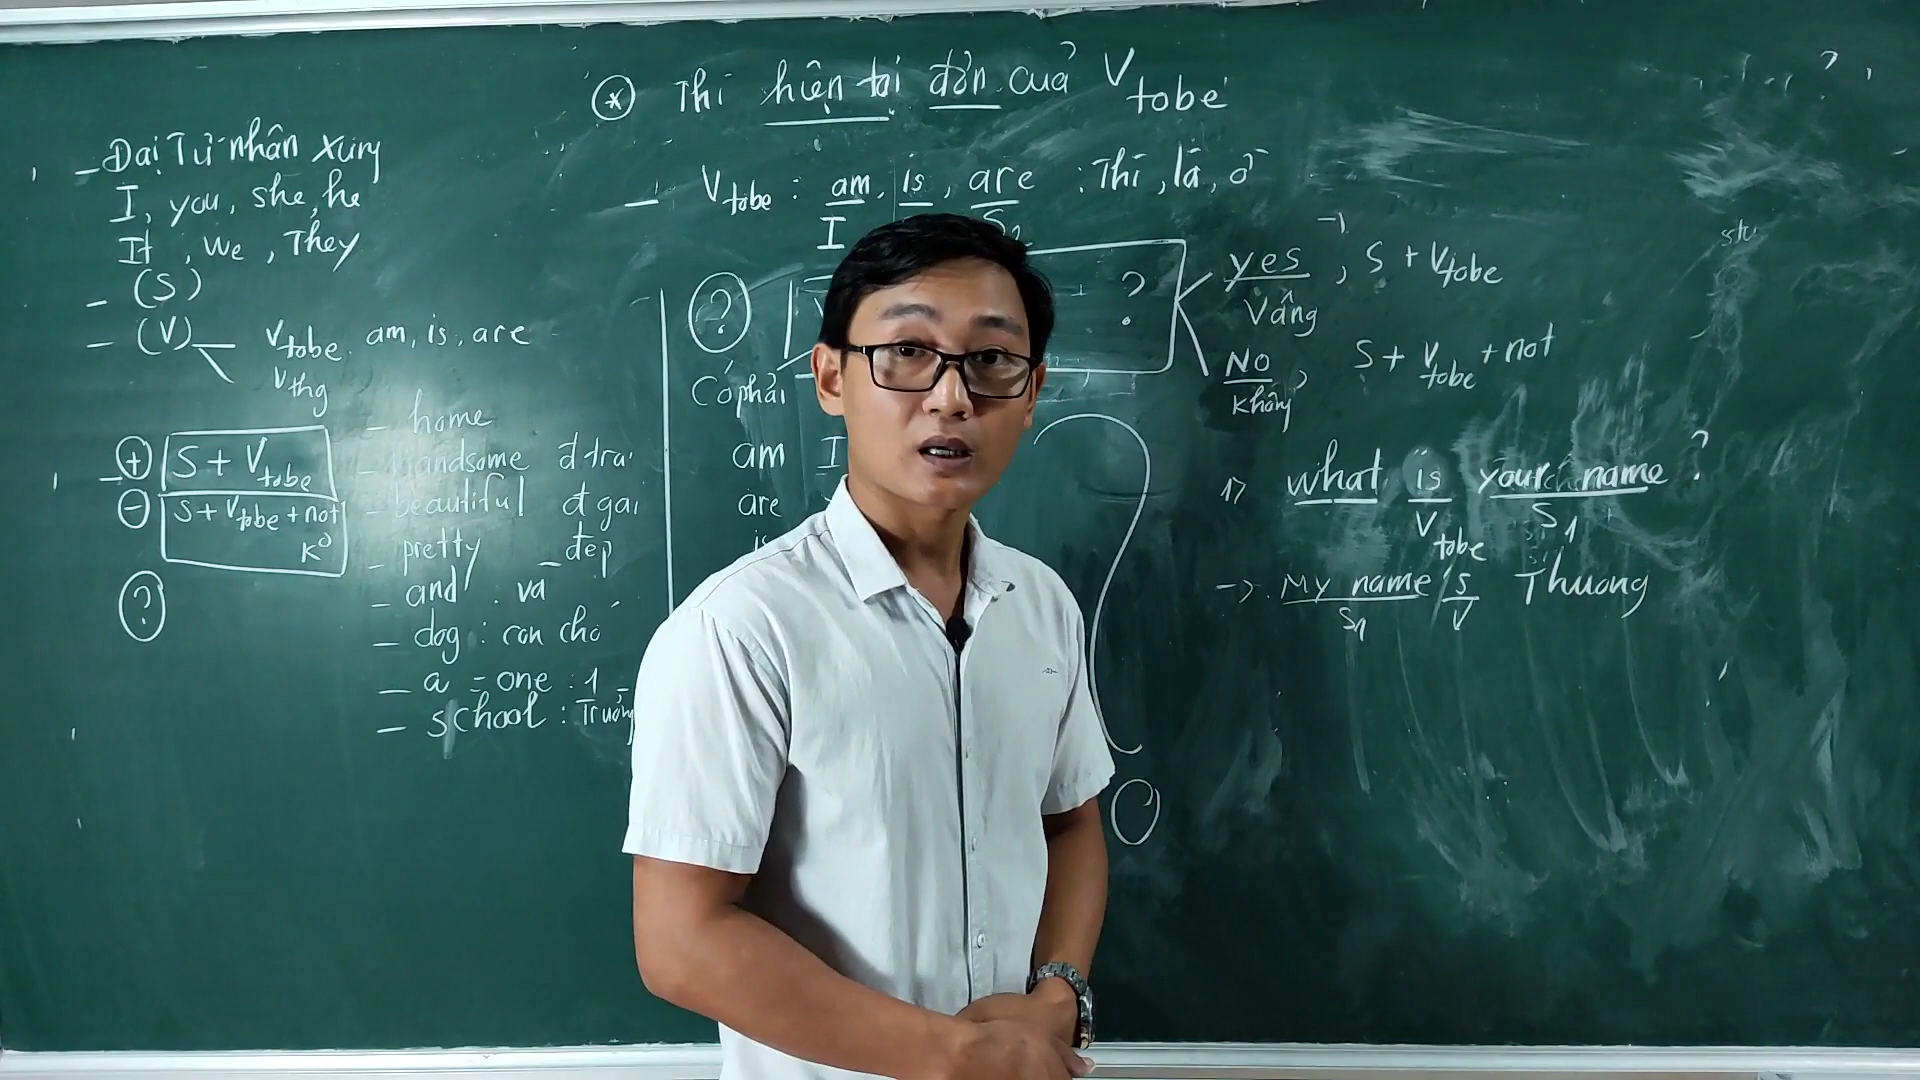 * Thì hiện tại đơn của V tobe
- Đại Từ nhân xưng
I, you, she, he
It, we, They
- (S)
- (V) V tobe. am, is, are
V thg
+ S + V tobe
- S + V tobe + not
K⁰
?
- home
- handsome đ trai
- beautiful đ gái
- pretty _ đẹp
- and : và
- dog : con chó
- a = one : 1
- school : Trường
- V tobe : am, is, are : Thì, là, ở
I
?
?
Có phải
am I
are
is
yes, S + V tobe
Vâng
No, S + V tobe + not
Không
1) What is your name ?
V tobe S1
-> My name's Thuong
S1 V